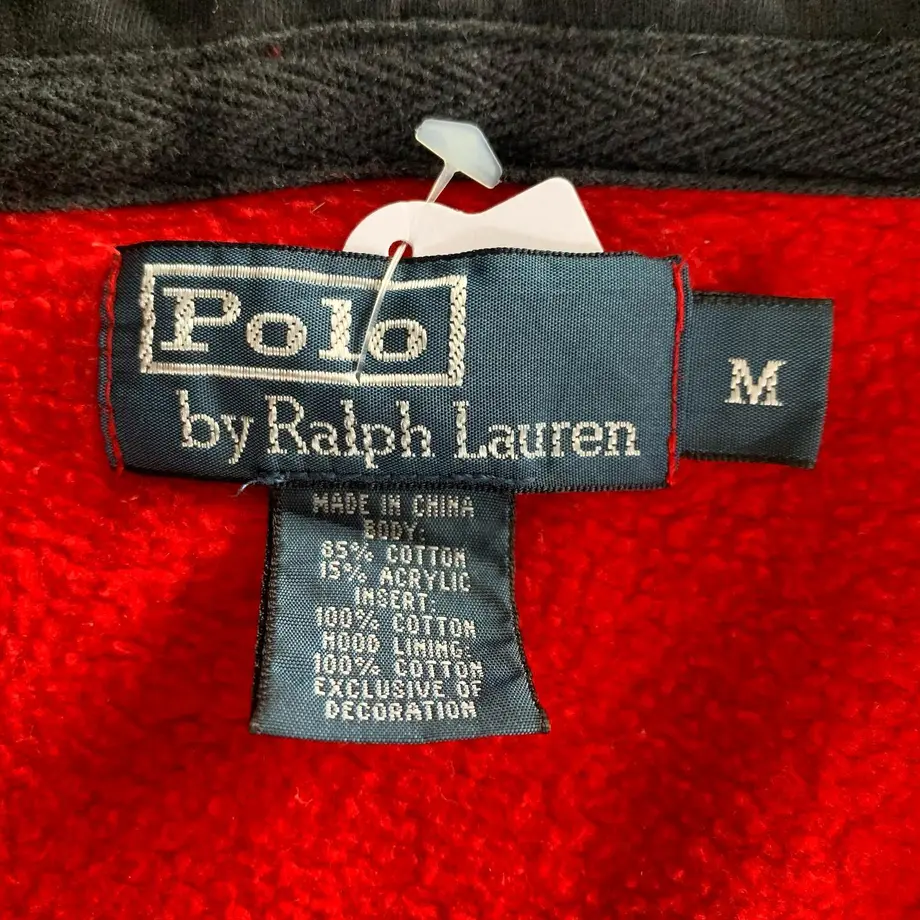 Polo
by Ralph Lauren
M
MADE IN CHINA
BODY:
85% COTTON
15% ACRYLIC
INSERT:
100% COTTON
HOOD LINING:
100% COTTON
EXCLUSIVE OF
DECORATION